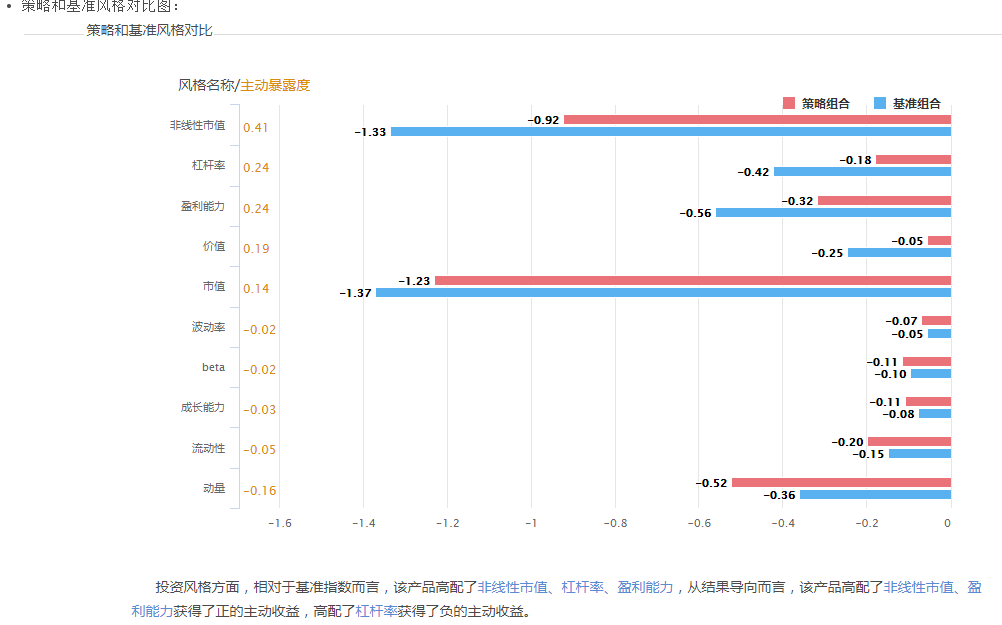 • 策略和基准风格对比图：
策略和基准风格对比
风格名称/主动暴露度
策略组合 基准组合
非线性市值 0.41 -0.92
-1.33
杠杆率 0.24 -0.18
-0.42
盈利能力 0.24 -0.32
-0.56
价值 0.19 -0.05
-0.25
市值 0.14 -1.23
-1.37
波动率 -0.02 -0.07
-0.05
beta -0.02 -0.11
-0.10
成长能力 -0.03 -0.11
-0.08
流动性 -0.05 -0.20
-0.15
动量 -0.16 -0.52
-0.36
-1.6 -1.4 -1.2 -1 -0.8 -0.6 -0.4 -0.2 0
投资风格方面，相对于基准指数而言，该产品高配了非线性市值、杠杆率、盈利能力，从结果导向而言，该产品高配了非线性市值、盈
利能力获得了正的主动收益，高配了杠杆率获得了负的主动收益。